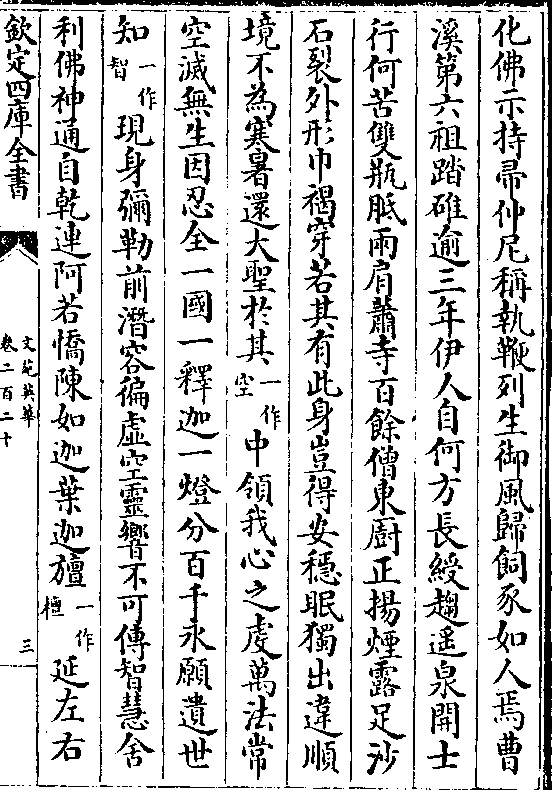 化佛示持帚仲尼稱執鞭列生御風歸飼豕如人焉曹
溪第六祖踏碓逾三年伊人自何方長綬趨遥泉開士
行何苦雙瓶胝兩肩蕭寺百餘僧東廚正揚煙露足沙
石裂外形巾褐穿若其有此身豈得安穏眠獨出違順
境不為寒暑還大聖於其一作空中領我心之虔萬法常
空滅無生因忍全一國一釋迦一燈分百千永願遺世
知一作智現身彌勒前潛容徧虚空靈響不可傳智慧舍
利佛神通自乾連阿若憍陳如迦葉迦旜一作檀延左右
欽定四庫全書
文苑英華
卷二百二十
三